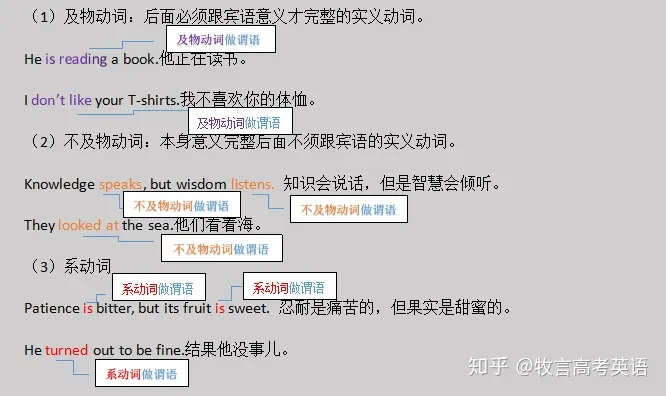 （1）及物动词：后面必须跟宾语意义才完整的实义动词。
及物动词做谓语
He is reading a book.他正在读书。
I don't like your T-shirts.我不喜欢你的体恤。
及物动词做谓语
（2）不及物动词：本身意义完整后面不须跟宾语的实义动词。
Knowledge speaks, but wisdom listens. 知识会说话，但是智慧会倾听。
不及物动词做谓语
不及物动词做谓语
They looked at the sea.他们看看海。
不及物动词做谓语
（3）系动词
系动词做谓语
系动词做谓语
Patience is bitter, but its fruit is sweet. 忍耐是痛苦的，但果实是甜蜜的。
He turned out to be fine.结果他没事儿。
系动词做谓语
知乎 @牧言高考英语